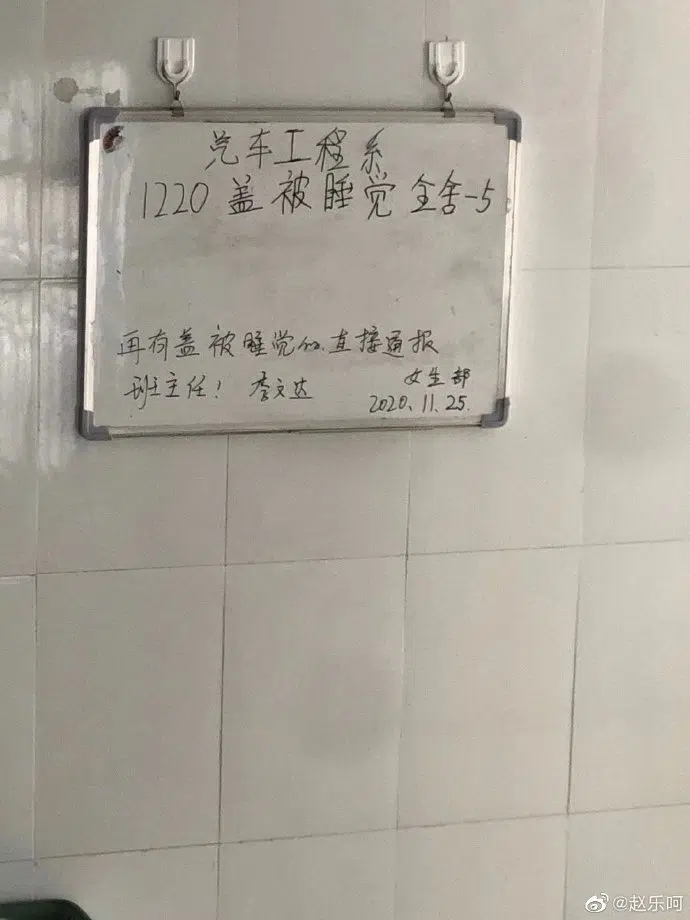 汽车工程系
1220 盖被睡觉 全舍-5
再有盖被睡觉的.直接通报
班主任! 李文达
女生部
2020.11.25.
@赵乐呵